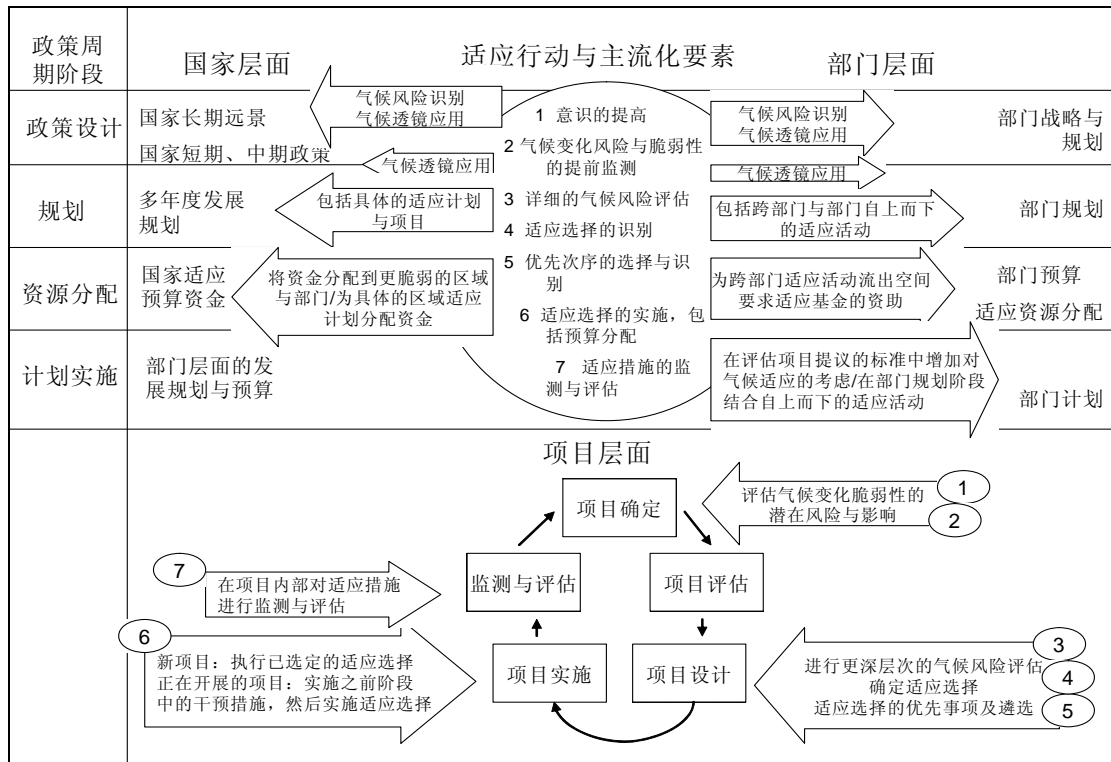 政策周
期阶段
国家层面
适应行动与主流化要素
部门层面
政策设计
国家长期远景
国家短期、中期政策
气候风险识别
气候透镜应用
气候透镜应用
1 意识的提高
2 气候变化风险与脆弱性
的提前监测
3 详细的气候风险评估
4 适应选择的识别
5 优先次序的选择与识
别
6 适应选择的实施，包
括预算分配
7 适应措施的监
测与评估
气候风险识别
气候透镜应用
气候透镜应用
部门战略与
规划
规划
多年度发展
规划
包括具体的适应计划
与项目
包括跨部门与部门自上而下
的适应活动
部门规划
资源分配
国家适应
预算资金
将资金分配到更脆弱的区域
与部门/为具体的区域适应
计划分配资金
为跨部门适应活动流出空间
要求适应基金的资助
部门预算
适应资源分配
计划实施
部门层面的发
展规划与预算
在评估项目提议的标准中增加对
气候适应的考虑/在部门规划阶段
结合自上而下的适应活动
部门计划
项目层面
项目确定
评估气候变化脆弱性的
潜在风险与影响
1
2
7
在项目内部对适应措施
进行监测与评估
监测与评估
项目评估
6
新项目：执行已选定的适应选择
正在开展的项目：实施之前阶段
中的干预措施，然后实施适应选择
项目实施
项目设计
进行更深层次的气候风险评估
确定适应选择
适应选择的优先事项及遴选
3
4
5